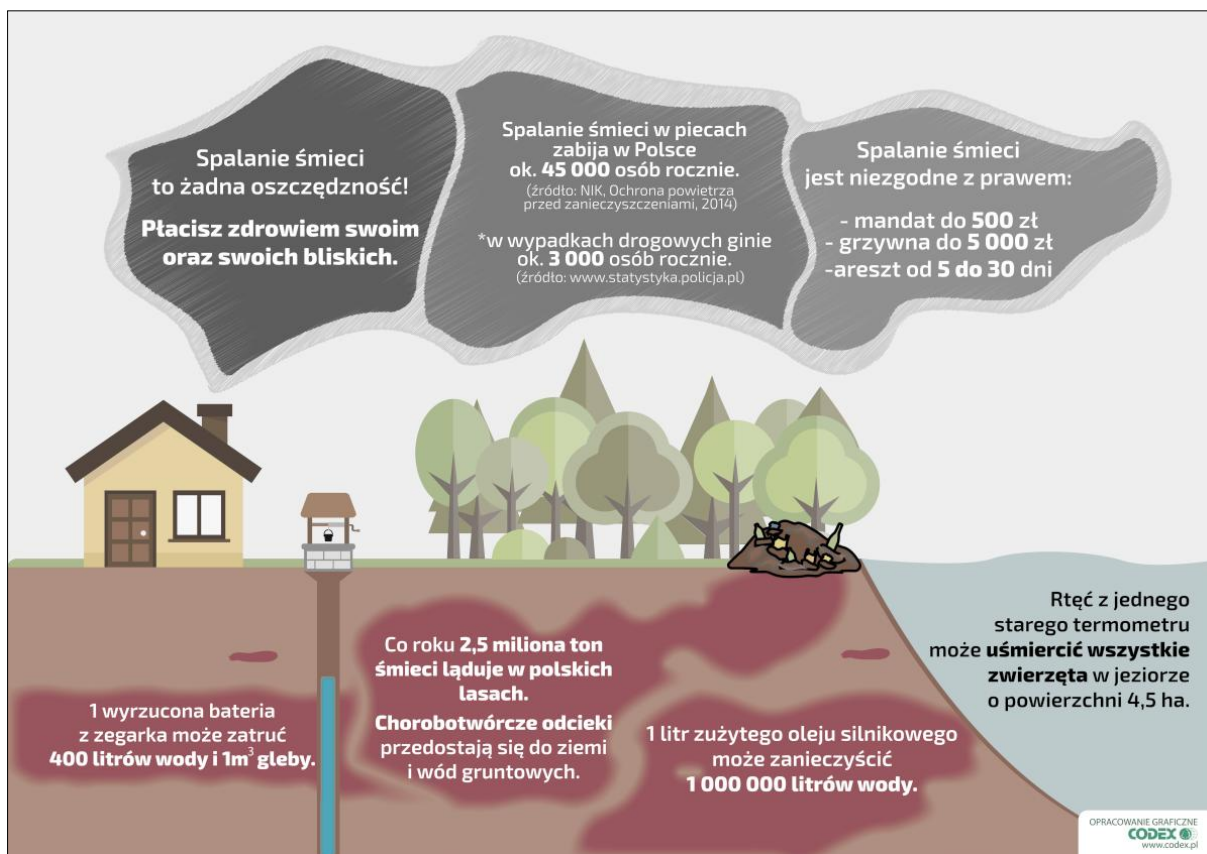 Spalanie śmieci
to żadna oszczędność!
Płacisz zdrowiem swoim
oraz swoich bliskich.
Spalanie śmieci w piecach
zabija w Polsce
ok. 45 000 osób rocznie.
(źródło: NIK, Ochrona powietrza
przed zanieczyszczeniami, 2014)
*w wypadkach drogowych ginie
ok. 3 000 osób rocznie.
(źródło: www.statystyka.policja.pl)
Spalanie śmieci
jest niezgodne z prawem:
- mandat do 500 zł
- grzywna do 5 000 zł
-areszt od 5 do 30 dni
1 wyrzucona bateria
z zegarka może zatruć
400 litrów wody i 1m³ gleby.
Co roku 2,5 miliona ton
śmieci ląduje w polskich
lasach.
Chorobotwórcze odcieki
przedostają się do ziemi
i wód gruntowych.
1 litr zużytego oleju silnikowego
może zanieczyścić
1 000 000 litrów wody.
Rtęć z jednego
starego termometru
może uśmiercić wszystkie
zwierzęta w jeziorze
o powierzchni 4,5 ha.
OPRACOWANIE GRAFICZNE
CODEX
www.codex.pl